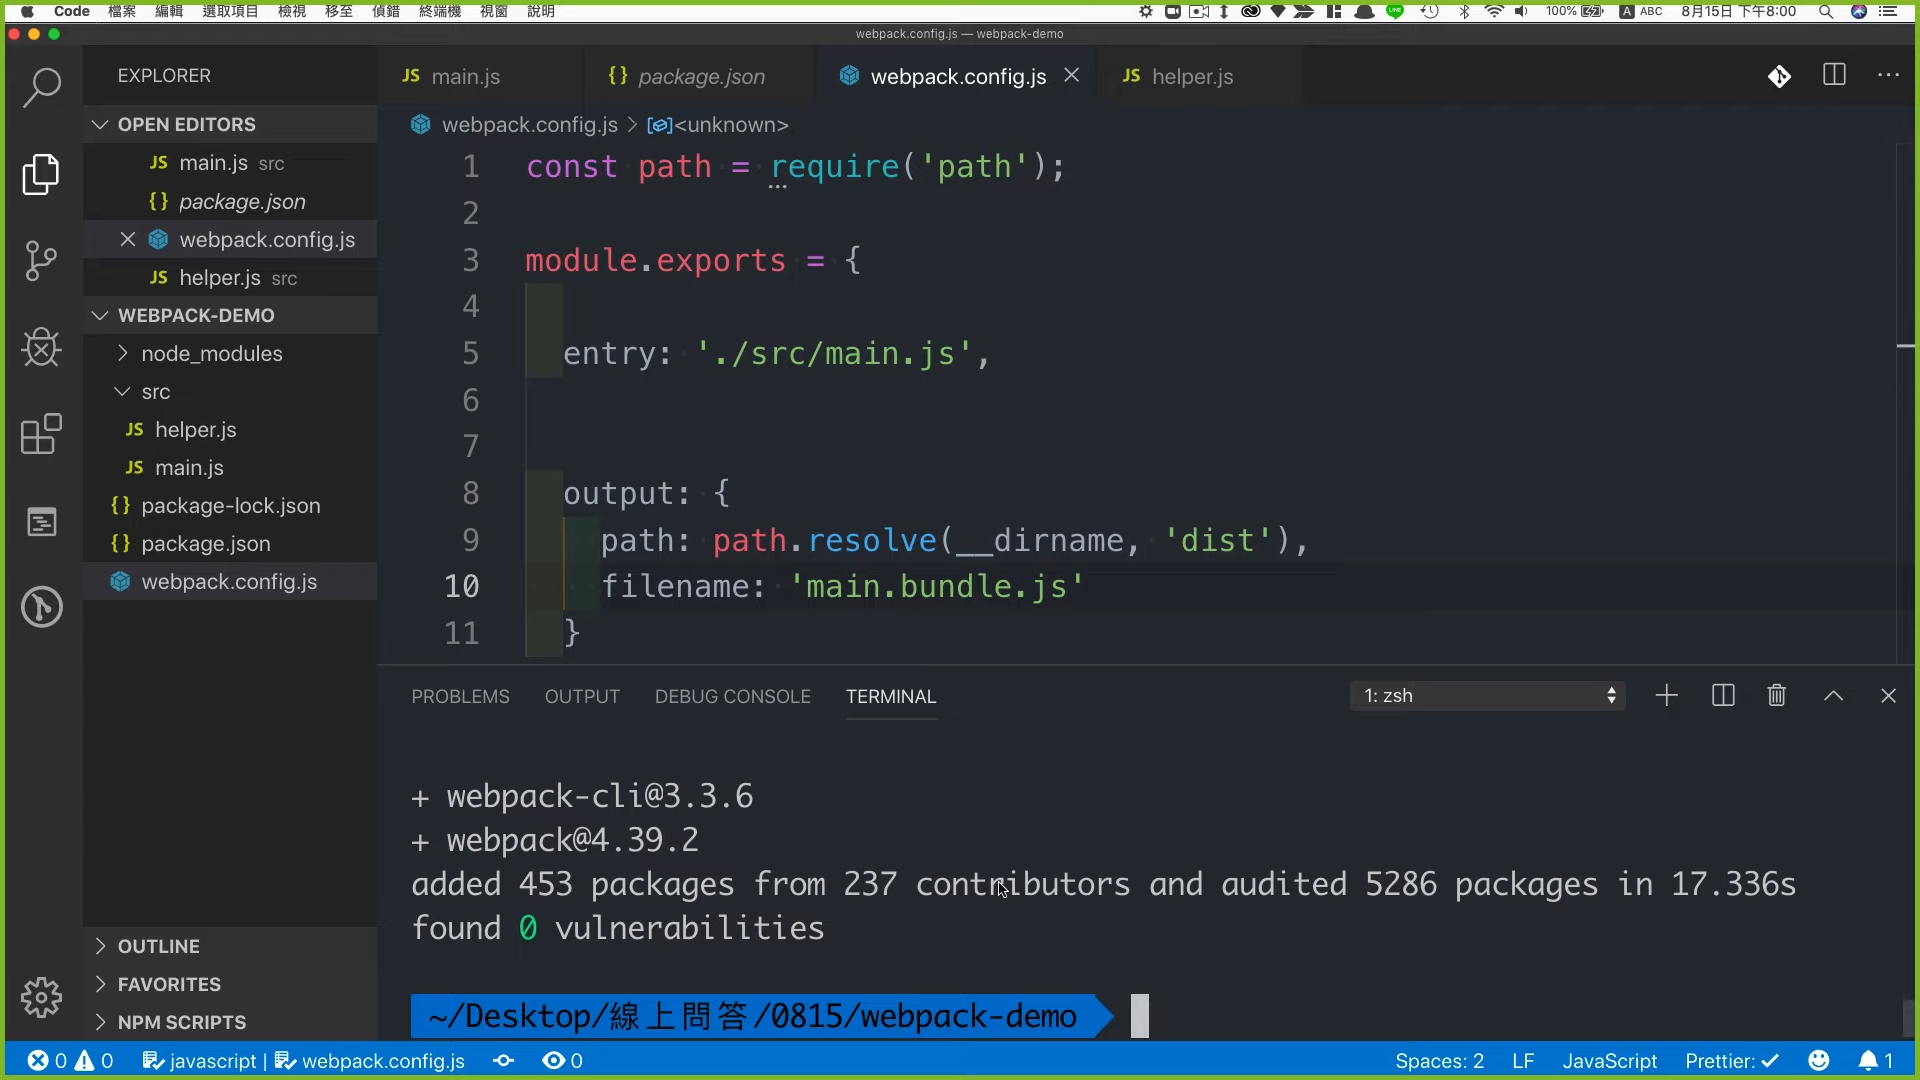 Code 檔案 編輯 選取項目 檢視 移至 偵錯 終端機 視窗 說明 100% A ABC 8月15日 下午8:00
webpack.config.js — webpack-demo
EXPLORER
OPEN EDITORS
JS main.js src
{} package.json
webpack.config.js
JS helper.js src
WEBPACK-DEMO
node_modules
src
JS helper.js
JS main.js
{} package-lock.json
{} package.json
webpack.config.js
OUTLINE
FAVORITES
NPM SCRIPTS
JS main.js {} package.json webpack.config.js JS helper.js
webpack.config.js > <unknown>
1 const path = require('path');
2
3 module.exports = {
4
5 entry: './src/main.js',
6
7
8 output: {
9 path: path.resolve(__dirname, 'dist'),
10 filename: 'main.bundle.js'
11 }
PROBLEMS OUTPUT DEBUG CONSOLE TERMINAL 1: zsh
+ webpack-cli@3.3.6
+ webpack@4.39.2
added 453 packages from 237 contributors and audited 5286 packages in 17.336s
found 0 vulnerabilities
~/Desktop/線上問答/0815/webpack-demo
0 0 javascript | webpack.config.js 0 Spaces: 2 LF JavaScript Prettier: ✓ 1